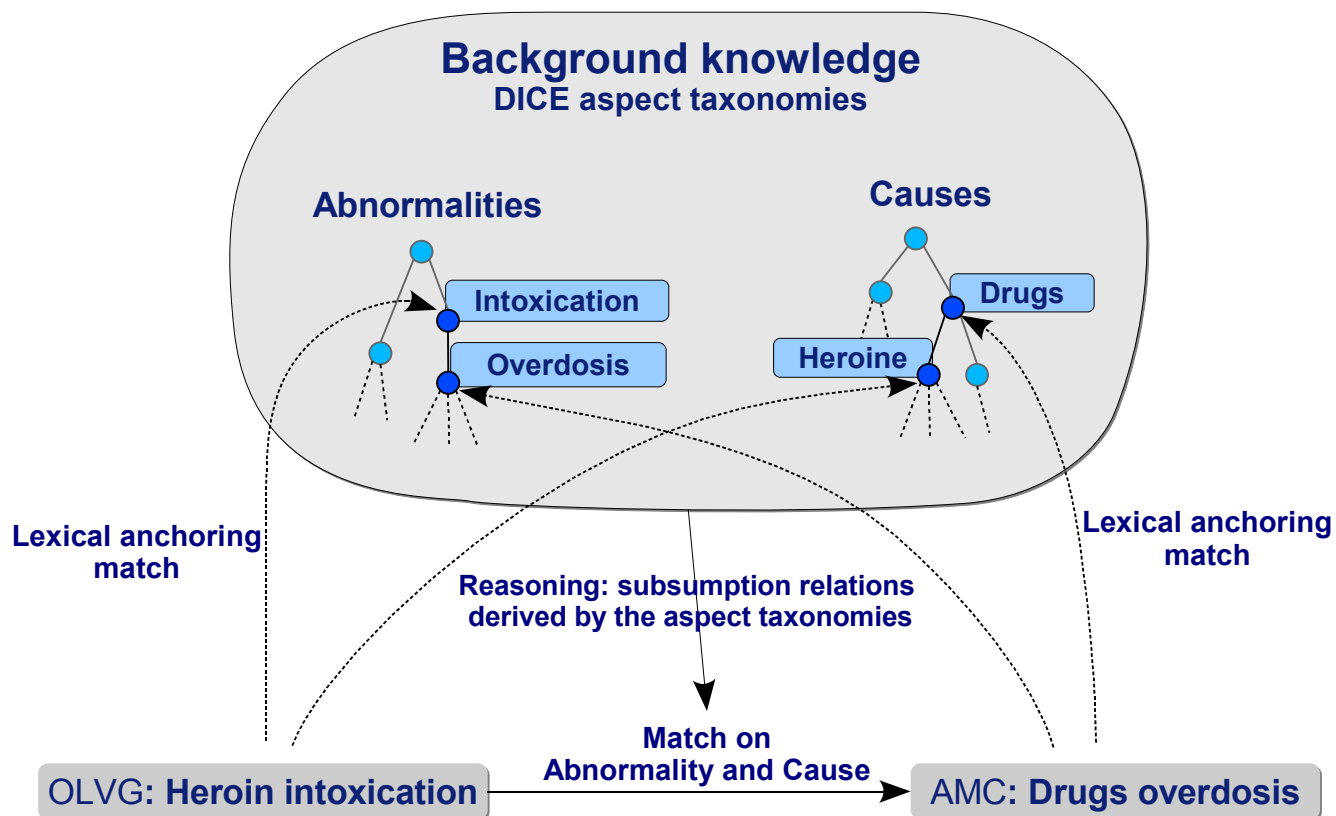 Background knowledge
DICE aspect taxonomies
Abnormalities
Causes
Intoxication
Drugs
Overdosis
Heroine
Lexical anchoring
match
Lexical anchoring
match
Reasoning: subsumption relations
derived by the aspect taxonomies
Match on
Abnormality and Cause
OLVG: Heroin intoxication
AMC: Drugs overdosis